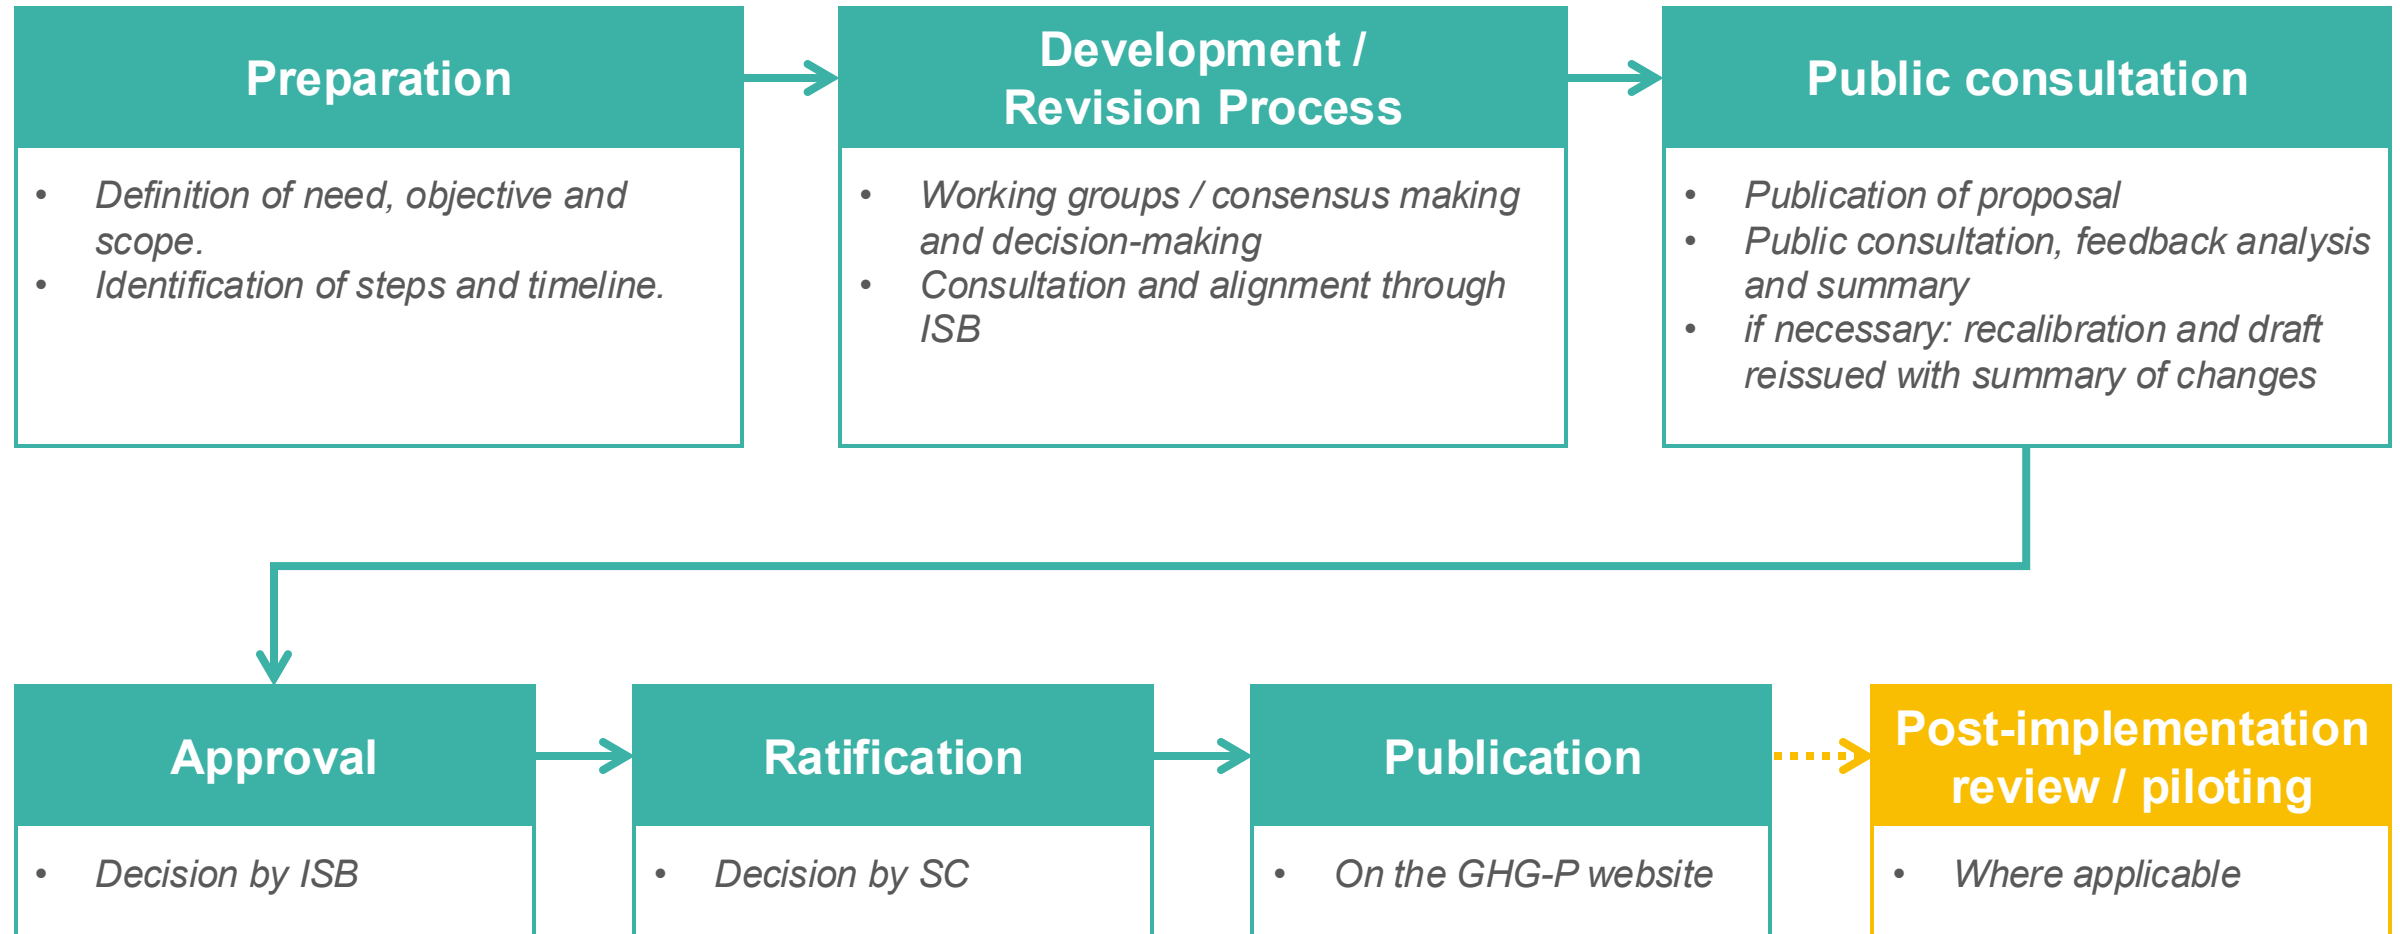 Preparation
• Definition of need, objective and
scope.
• Identification of steps and timeline.
Development /
Revision Process
• Working groups / consensus making
and decision-making
• Consultation and alignment through
ISB
Public consultation
• Publication of proposal
• Public consultation, feedback analysis
and summary
• if necessary: recalibration and draft
reissued with summary of changes
Approval
• Decision by ISB
Ratification
• Decision by SC
Publication
• On the GHG-P website
Post-implementation
review / piloting
• Where applicable